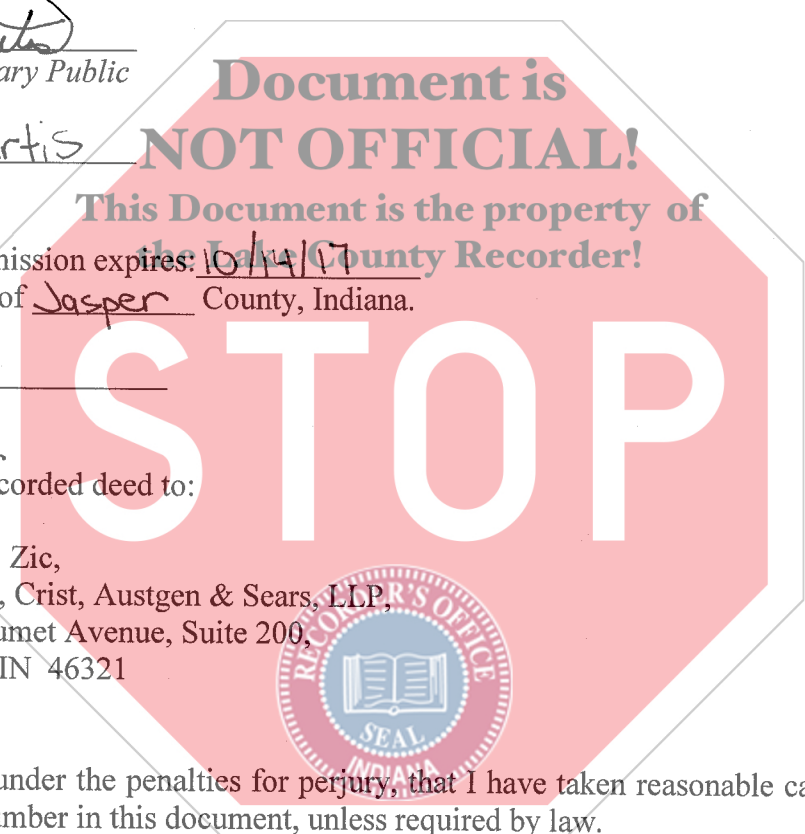 ary Public
Document is
NOT OFFICIAL!
rtis
This Document is the property of
the Lake County Recorder!
nission expires: 10/14/17
of Jasper County, Indiana.
STOP
corded deed to:
Zic,
, Crist, Austgen & Sears, LLP,
umet Avenue, Suite 200,
IN 46321
RECORDER'S OFFICE
SEAL
INDIANA
under the penalties for perjury, that I have taken reasonable ca
umber in this document, unless required by law.